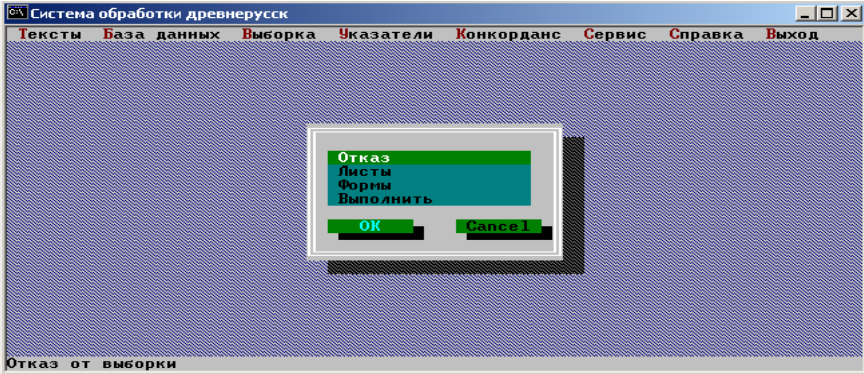 Система обработки древнерусск
Тексты База данных Выборка Указатели Конкорданс Сервис Справка Выход
Отказ
Листы
Формы
Выполнить
OK Cancel
Отказ от выборки